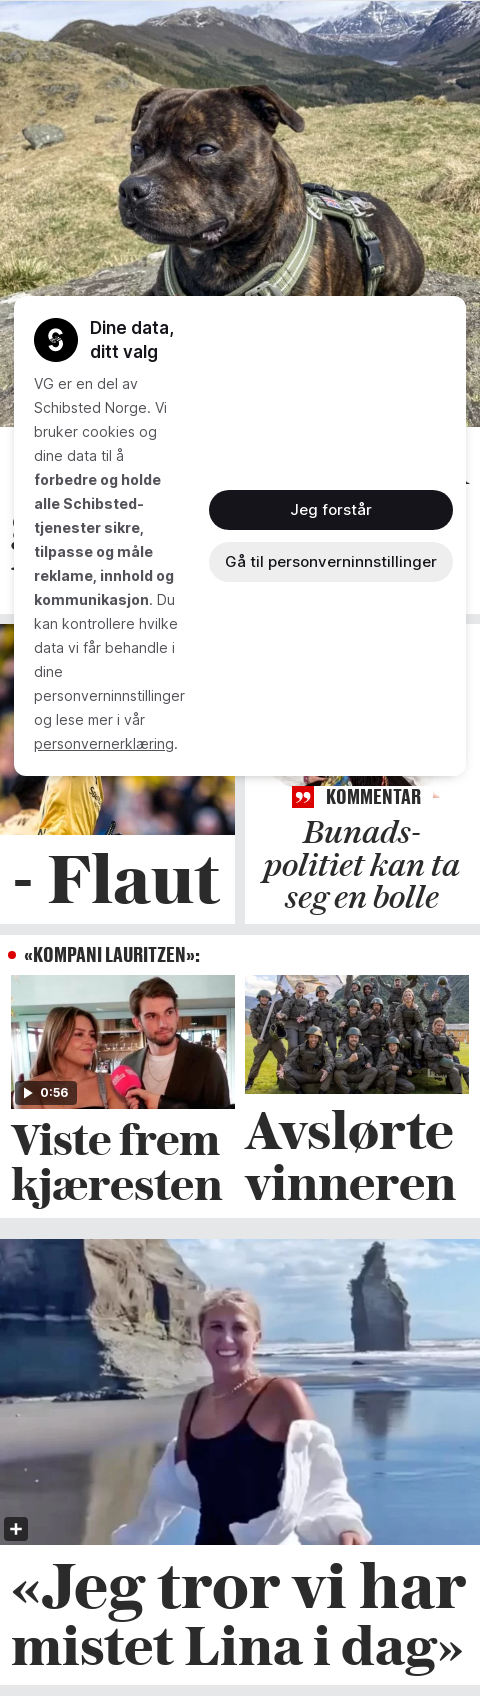 Dine data,
ditt valg
VG er en del av
Schibsted Norge. Vi
bruker cookies og
dine data til å
forbedre og holde
alle Schibsted-
tjenester sikre,
tilpasse og måle
reklame, innhold og
kommunikasjon. Du
kan kontrollere hvilke
data vi får behandle i
dine
personverninnstillinger
og lese mer i vår
personvernerklæring.
Jeg forstår
Gå til personverninnstillinger
- Flaut
KOMMENTAR
Bunads-
politiet kan ta
seg en bolle
«KOMPANI LAURITZEN»:
0:56
Viste frem
kjæresten
Avslørte
vinneren
«Jeg tror vi har
mistet Lina i dag»